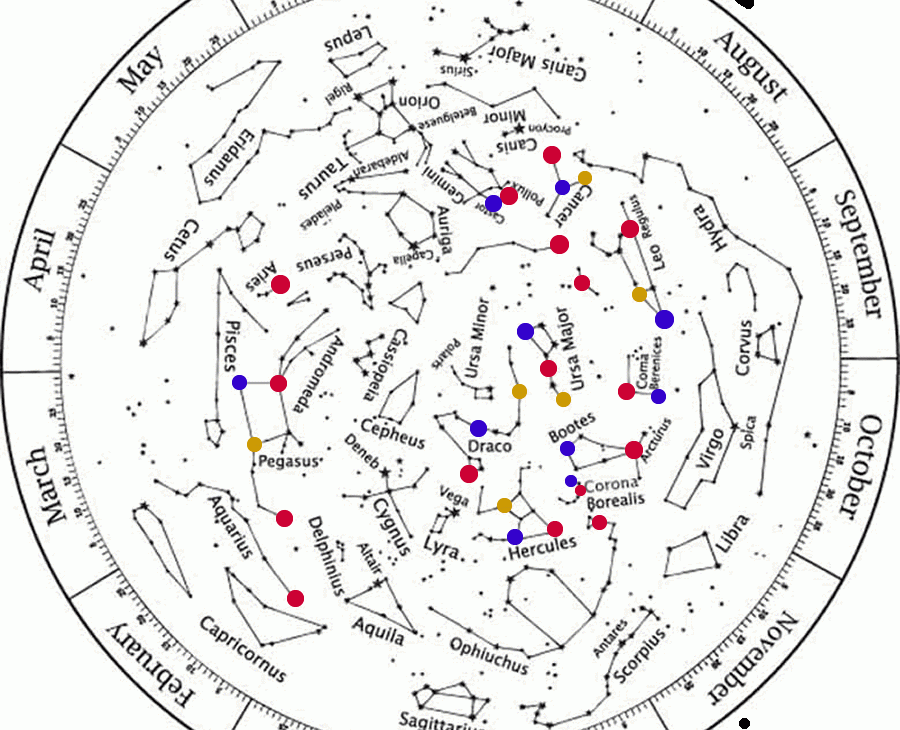 May
August
April
September
March
October
February
November
Lepus
Canis Major
Sirius
Rigel
Orion
Betelguese
Canis
Minor
Procyon
Eridanus
Taurus
Aldebaran
Pleiades
Gemini
Castor
Pollux
Cancer
Hydra
Cetus
Auriga
Capella
Regulus
Leo
Aries
Perseus
Pisces
Andromeda
Cassiopeia
Ursa Minor
Polaris
Ursa Major
Coma
Berenices
Corvus
Cepheus
Draco
Bootes
Arcturus
Virgo
Spica
Pegasus
Deneb
Vega
Corona
Borealis
Aquarius
Cygnus
Lyra
Hercules
Libra
Delphinius
Altair
Aquila
Capricornus
Ophiuchus
Antares
Scorpius
Sagittarius